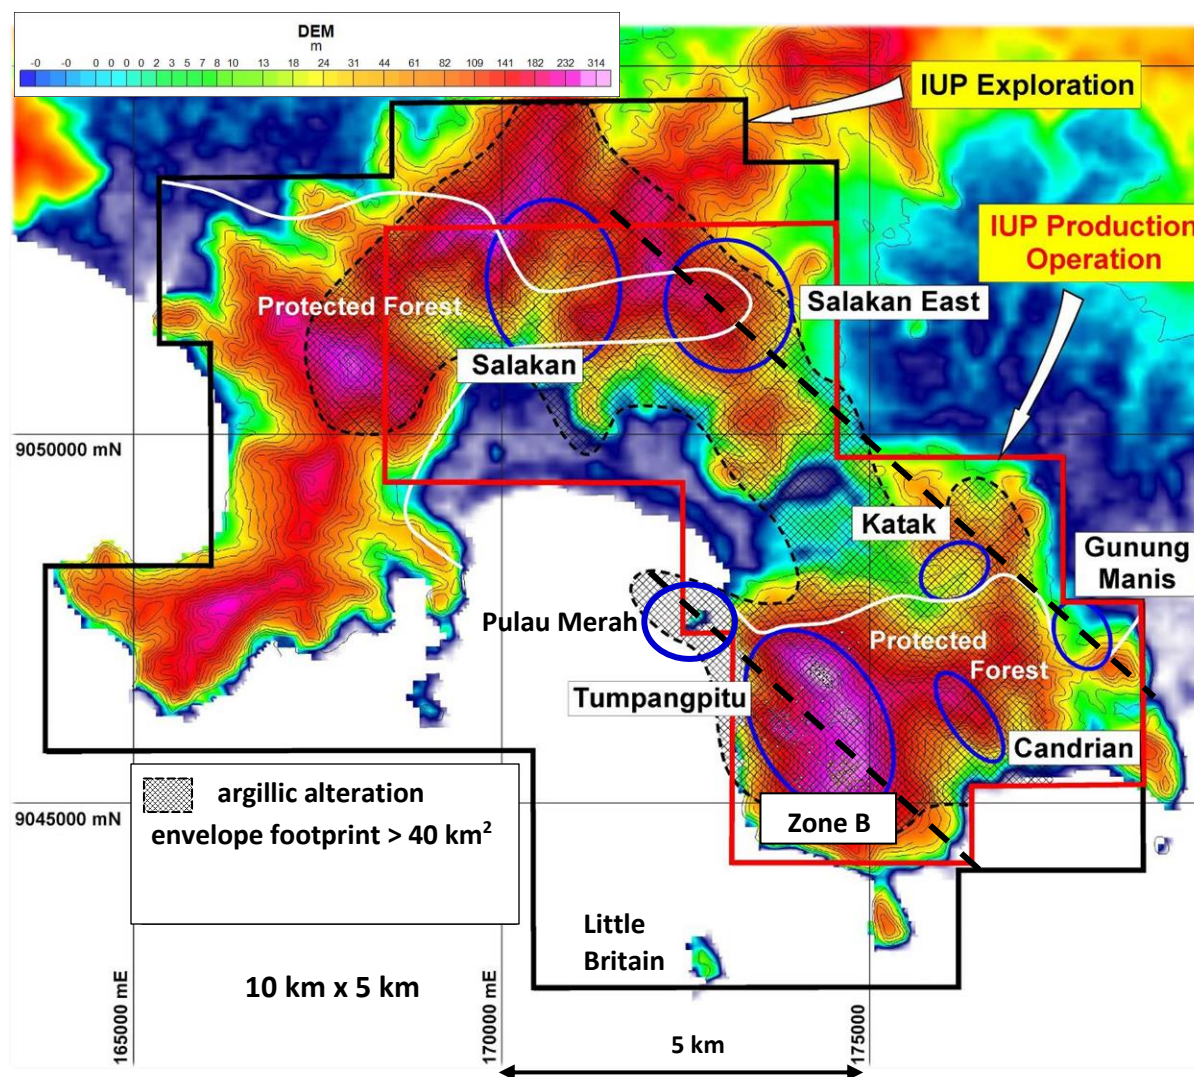 DEM
m
-0 -0 0 0 0 2 3 5 7 8 10 13 18 24 31 44 61 82 109 141 182 232 314
IUP Exploration
IUP Production
Operation
Protected Forest
Salakan East
Salakan
9050000 mN
Katak
Gunung
Manis
Pulau Merah
Protected
Forest
Tumpangpitu
Candrian
argillic alteration
envelope footprint > 40 km²
9045000 mN
Zone B
Little
Britain
10 km x 5 km
165000 mE
170000 mE
175000
5 km